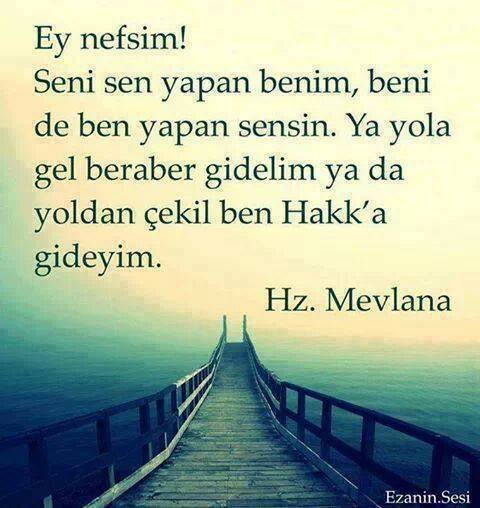 Ey nefsim!
Seni sen yapan benim, beni
de ben yapan sensin. Ya yola
gel beraber gidelim ya da
yoldan çekil ben Hakk'a
gideyim.
Hz. Mevlana
Ezanin.Sesi